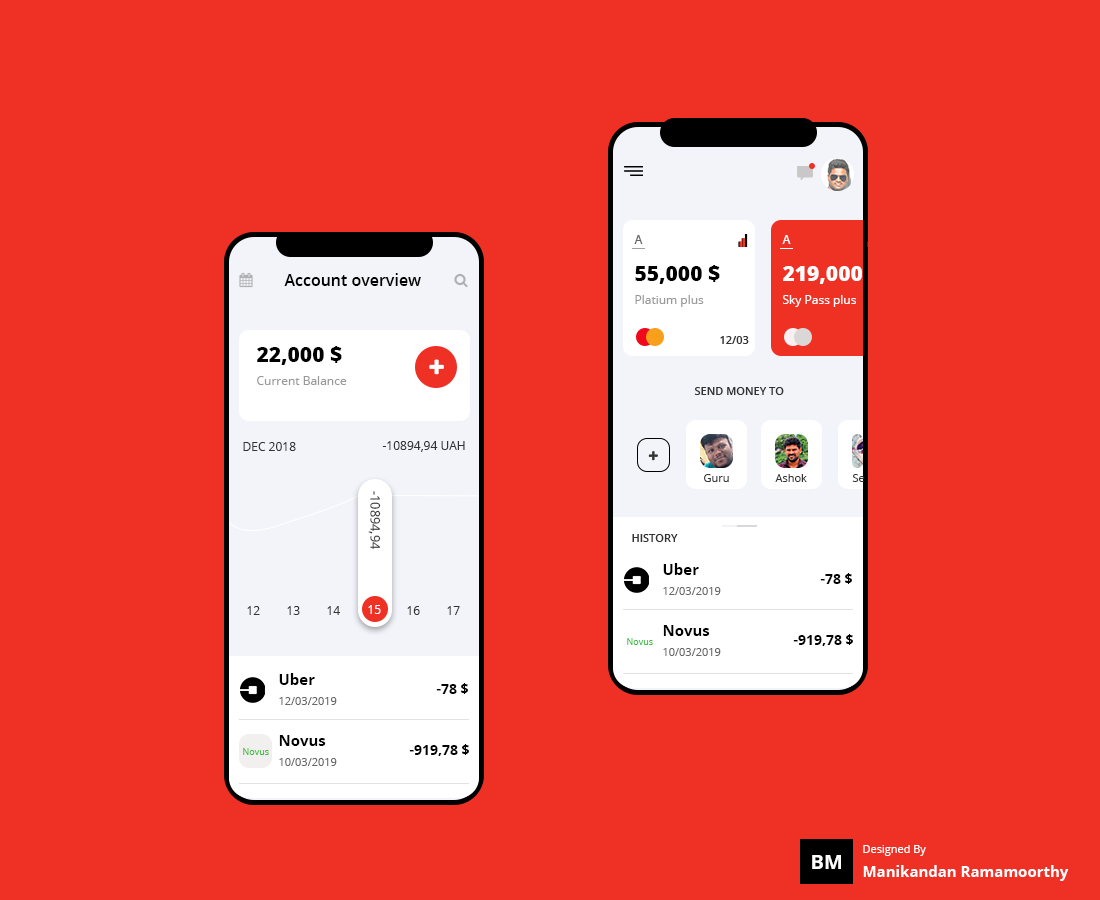 Account overview
22,000 $
Current Balance
DEC 2018 -10894,94 UAH
-10894,94
12 13 14 15 16 17
Uber
12/03/2019
-78 $
Novus
Novus
10/03/2019
-919,78 $
A
55,000 $
Platium plus
12/03
A
219,000
Sky Pass plus
SEND MONEY TO
Guru
Ashok
Se
HISTORY
Uber
12/03/2019
-78 $
Novus
Novus
10/03/2019
-919,78 $
BM
Designed By
Manikandan Ramamoorthy